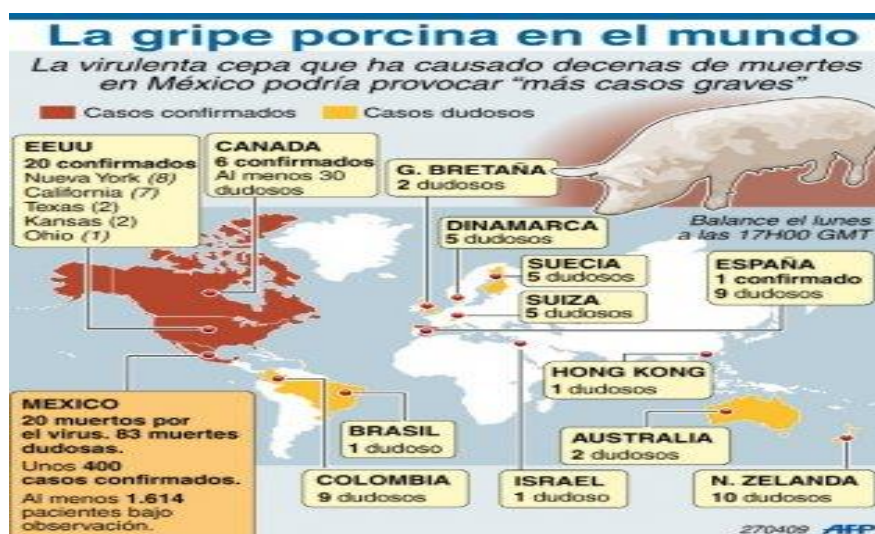 La gripe porcina en el mundo
La virulenta cepa que ha causado decenas de muertes
en México podría provocar “más casos graves”
Casos confirmados
Casos dudosos
EEUU
20 confirmados
Nueva York (8)
California (7)
Texas (2)
Kansas (2)
Ohio (1)
CANADA
6 confirmados
Al menos 30
dudosos
G. BRETAÑA
2 dudosos
Balance el lunes
a las 17H00 GMT
DINAMARCA
5 dudosos
SUECIA
5 dudosos
SUIZA
5 dudosos
ESPAÑA
1 confirmado
9 dudosos
HONG KONG
1 dudosos
MEXICO
20 muertos por
el virus. 83 muertes
dudosas.
Unos 400
casos confirmados.
Al menos 1.614
pacientes bajo
observación.
BRASIL
1 dudoso
COLOMBIA
9 dudosos
ISRAEL
1 dudoso
AUSTRALIA
2 dudosos
N. ZELANDA
10 dudosos
270409 AFP